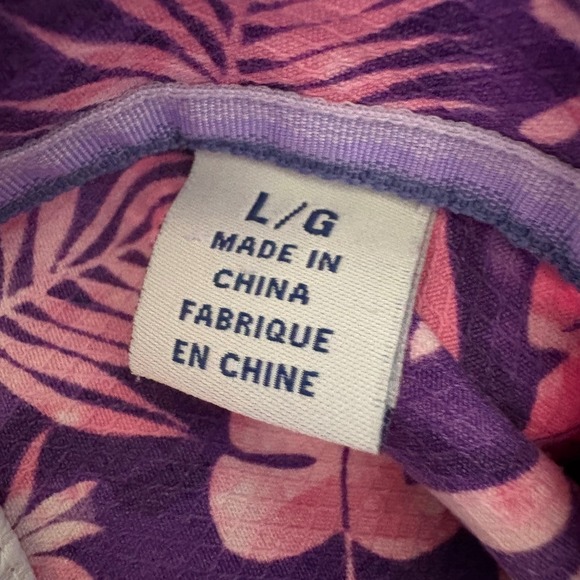 L/G
MADE IN
CHINA
FABRIQUE
EN CHINE